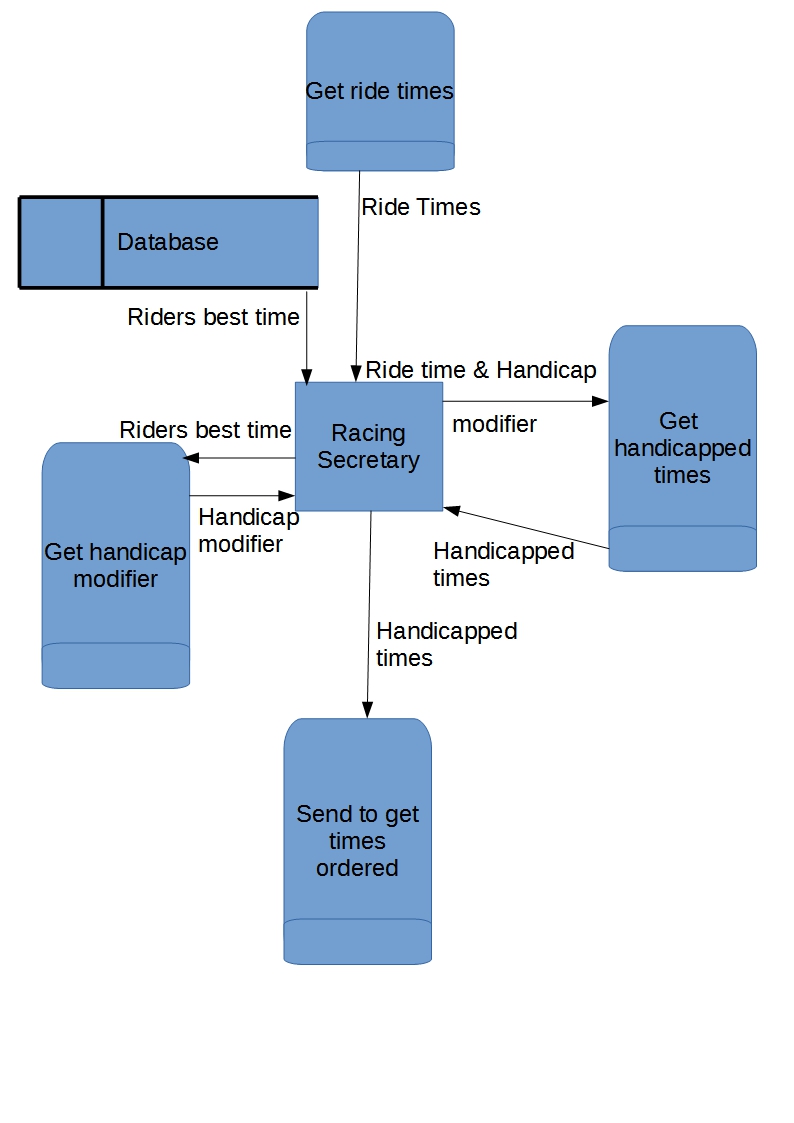 Get ride times
Ride Times
Database
Riders best time
Ride time & Handicap
modifier
Racing
Secretary
Get
handicapped
times
Riders best time
Handicap
modifier
Get handicap
modifier
Handicapped
times
Handicapped
times
Send to get
times
ordered